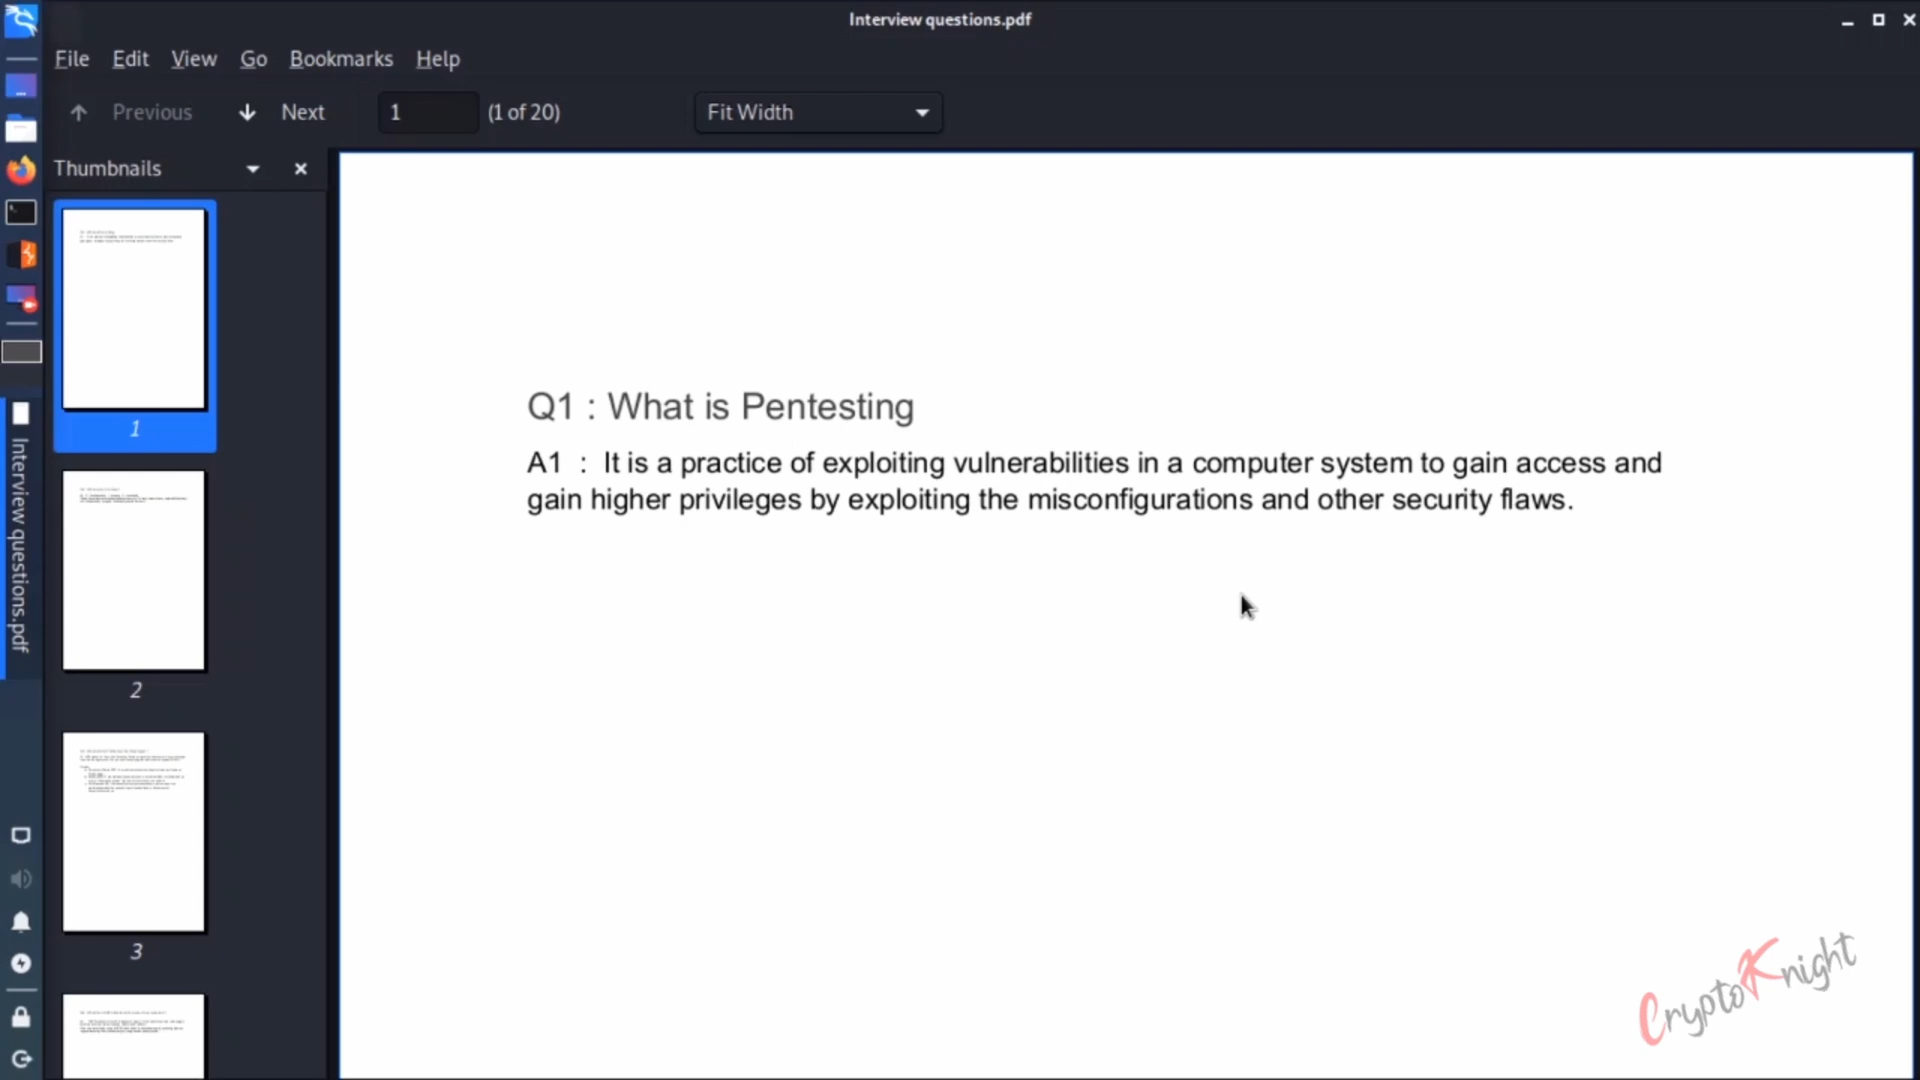 Interview questions.pdf
File Edit View Go Bookmarks Help
Previous Next 1 (1 of 20) Fit Width
Thumbnails
1
2
3
Interview questions.pdf
Q1 : What is Pentesting
A1 : It is a practice of exploiting vulnerabilities in a computer system to gain access and
gain higher privileges by exploiting the misconfigurations and other security flaws.
CryptoKnight